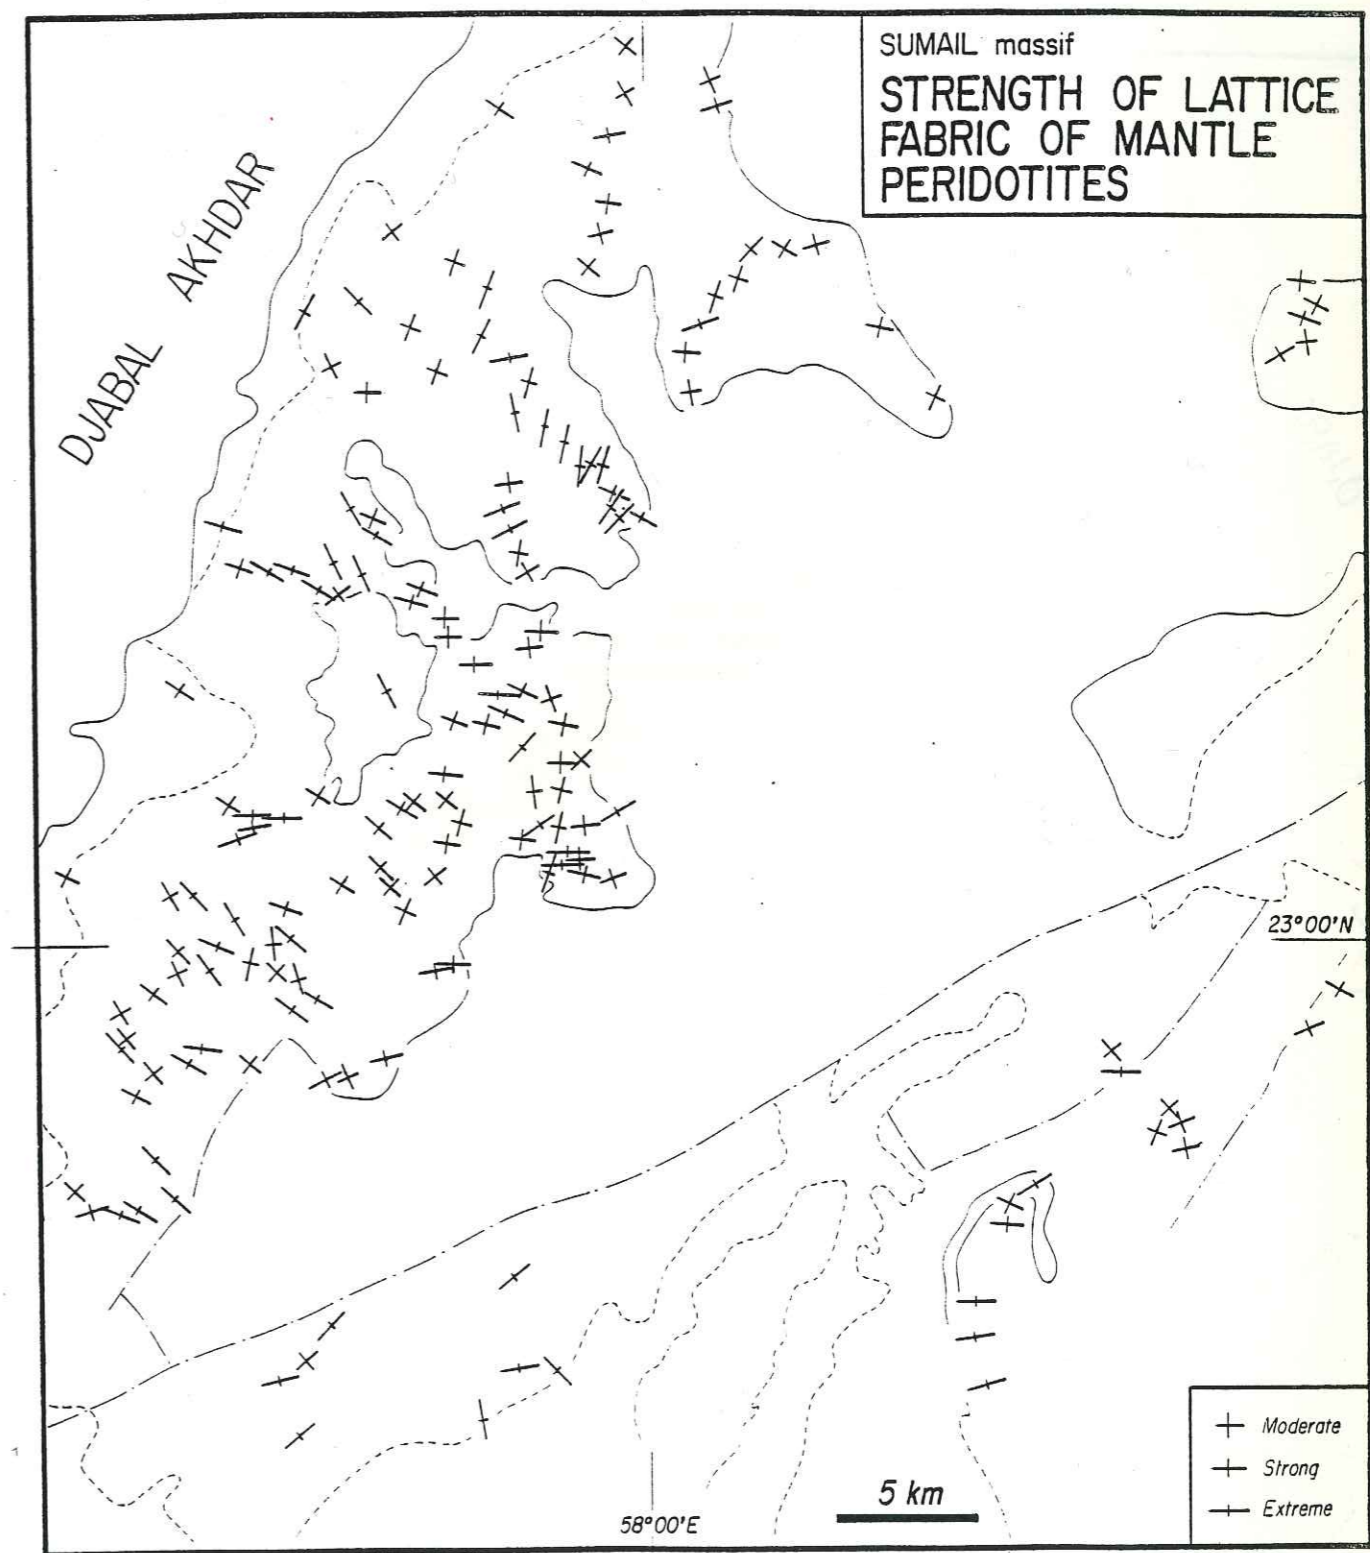 SUMAIL massif
STRENGTH OF LATTICE
FABRIC OF MANTLE
PERIDOTITES
DJABAL AKHDAR
23°00'N
5 km
58°00'E
Moderate
Strong
Extreme